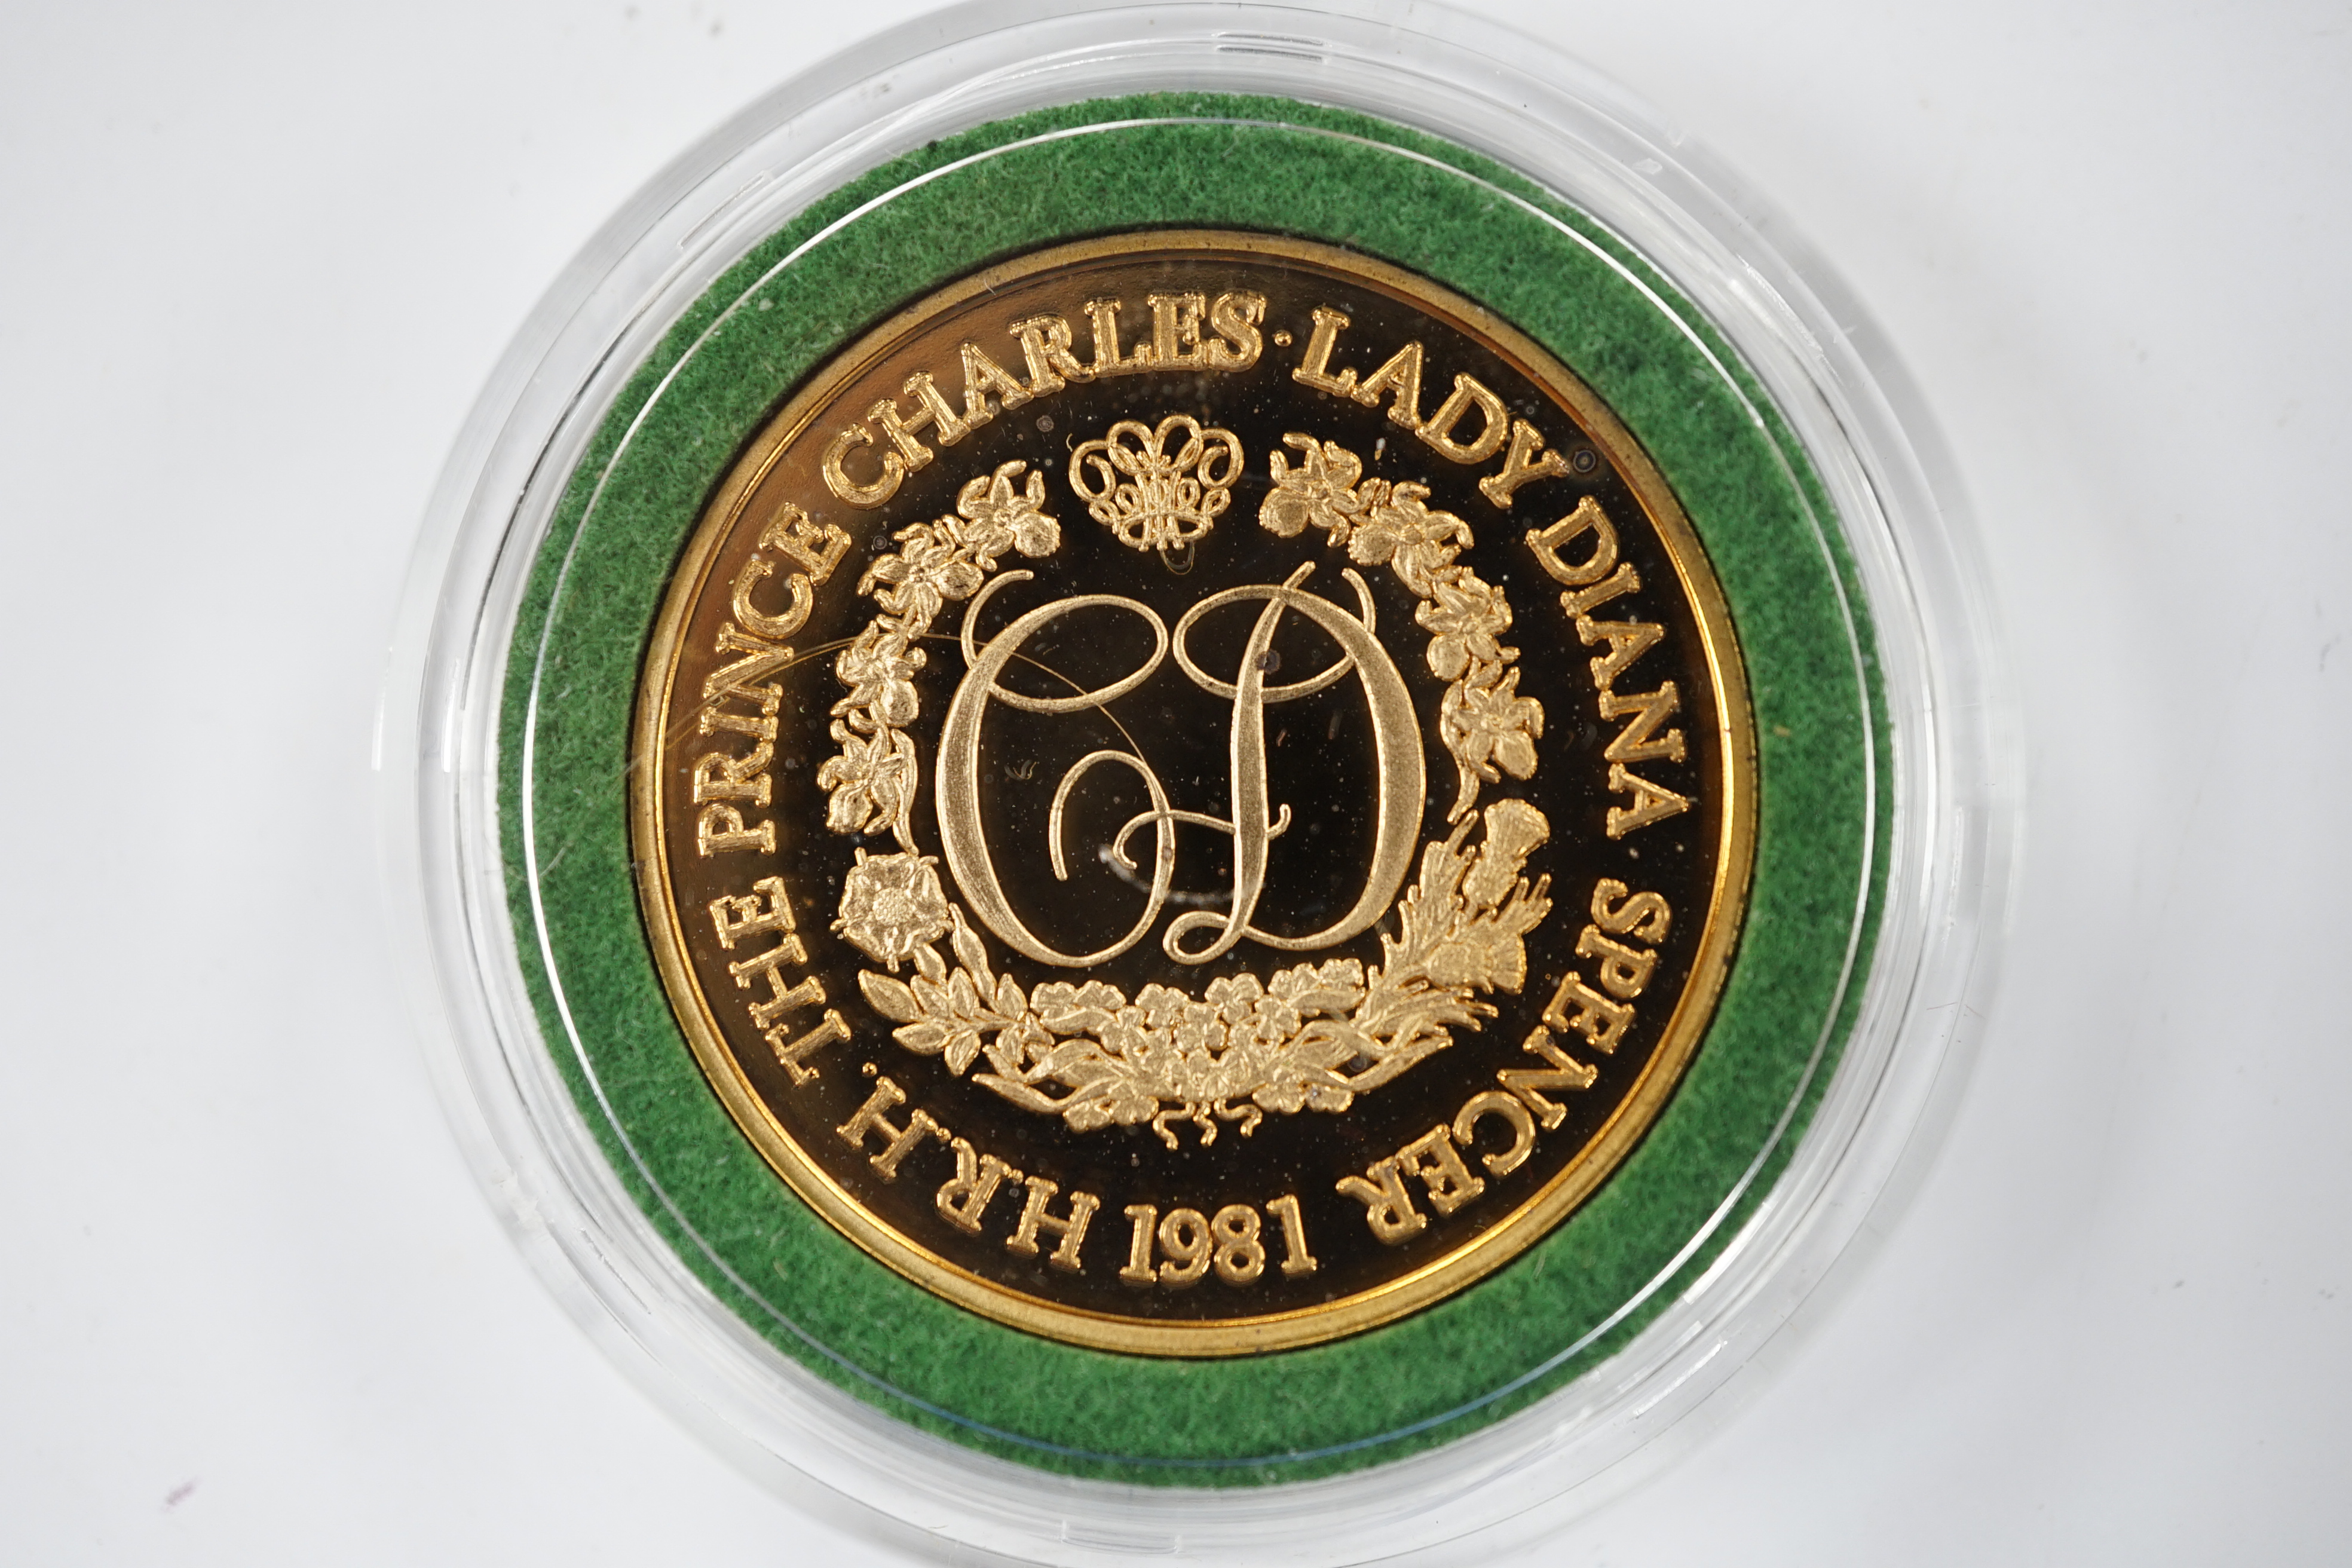 H.R.H. THE PRINCE CHARLES · LADY DIANA SPENCER
1981
CD